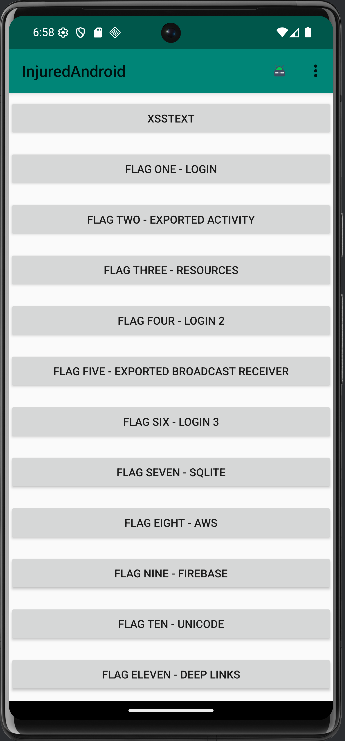 6:58
InjuredAndroid
XSSTEXT
FLAG ONE - LOGIN
FLAG TWO - EXPORTED ACTIVITY
FLAG THREE - RESOURCES
FLAG FOUR - LOGIN 2
FLAG FIVE - EXPORTED BROADCAST RECEIVER
FLAG SIX - LOGIN 3
FLAG SEVEN - SQLITE
FLAG EIGHT - AWS
FLAG NINE - FIREBASE
FLAG TEN - UNICODE
FLAG ELEVEN - DEEP LINKS